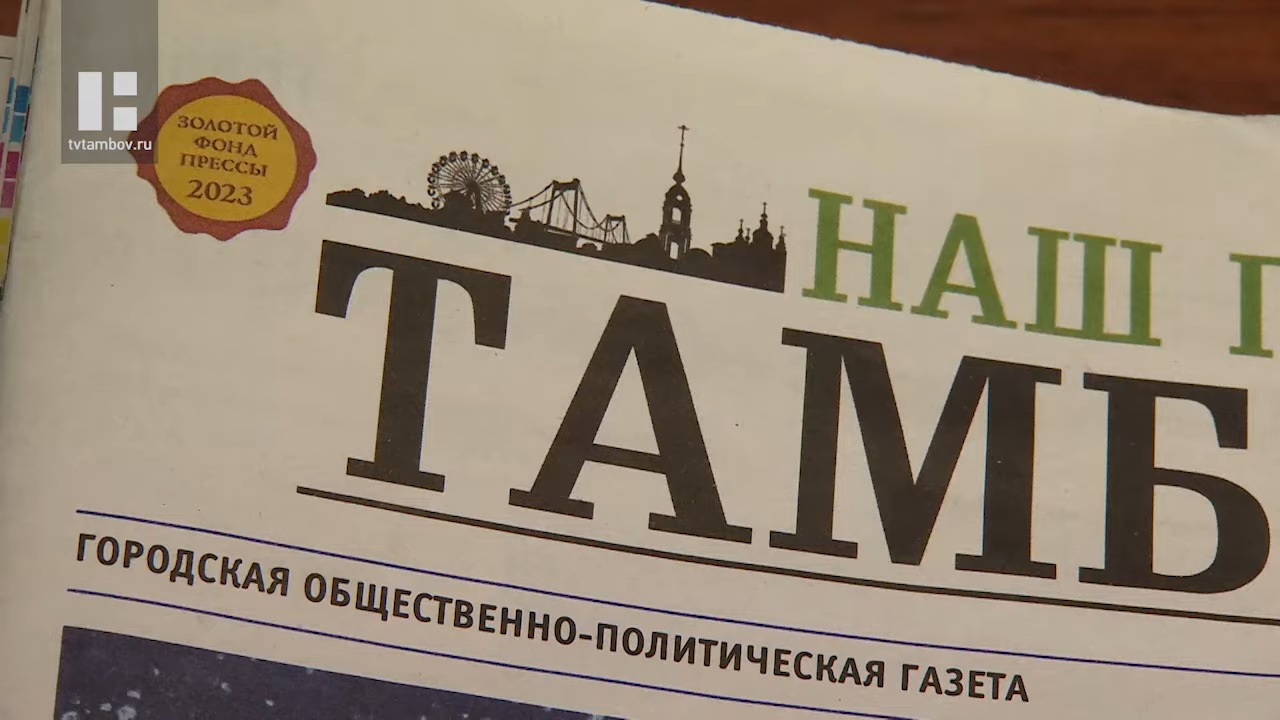 tvtambov.ru
ЗОЛОТОЙ
ФОНД
ПРЕССЫ
2023
НАШ
ТАМБ
ГОРОДСКАЯ ОБЩЕСТВЕННО-ПОЛИТИЧЕСКАЯ ГАЗЕТА